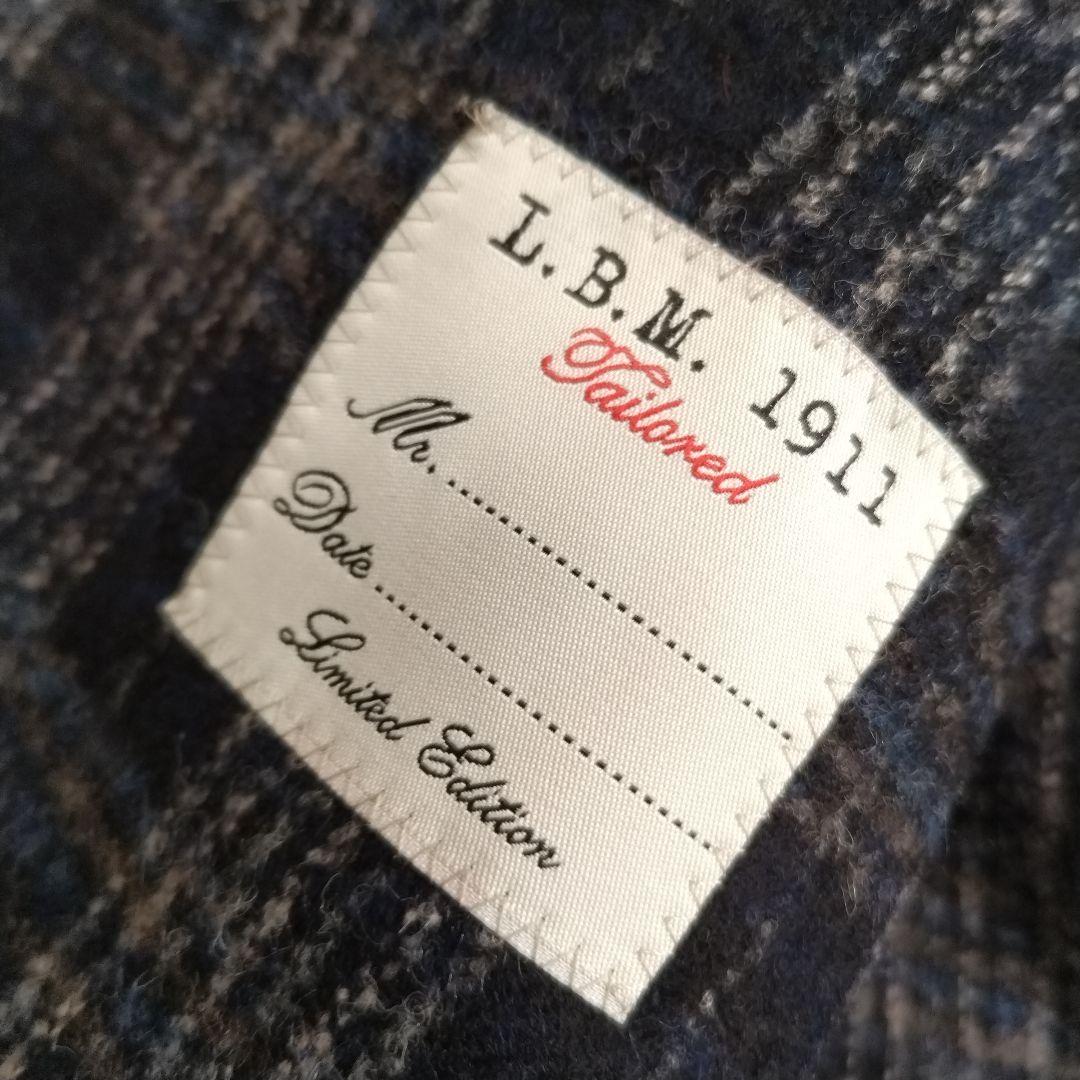 L.B.M. 1911
Tailored
Mr. ........................................
Date ........................................
Limited Edition